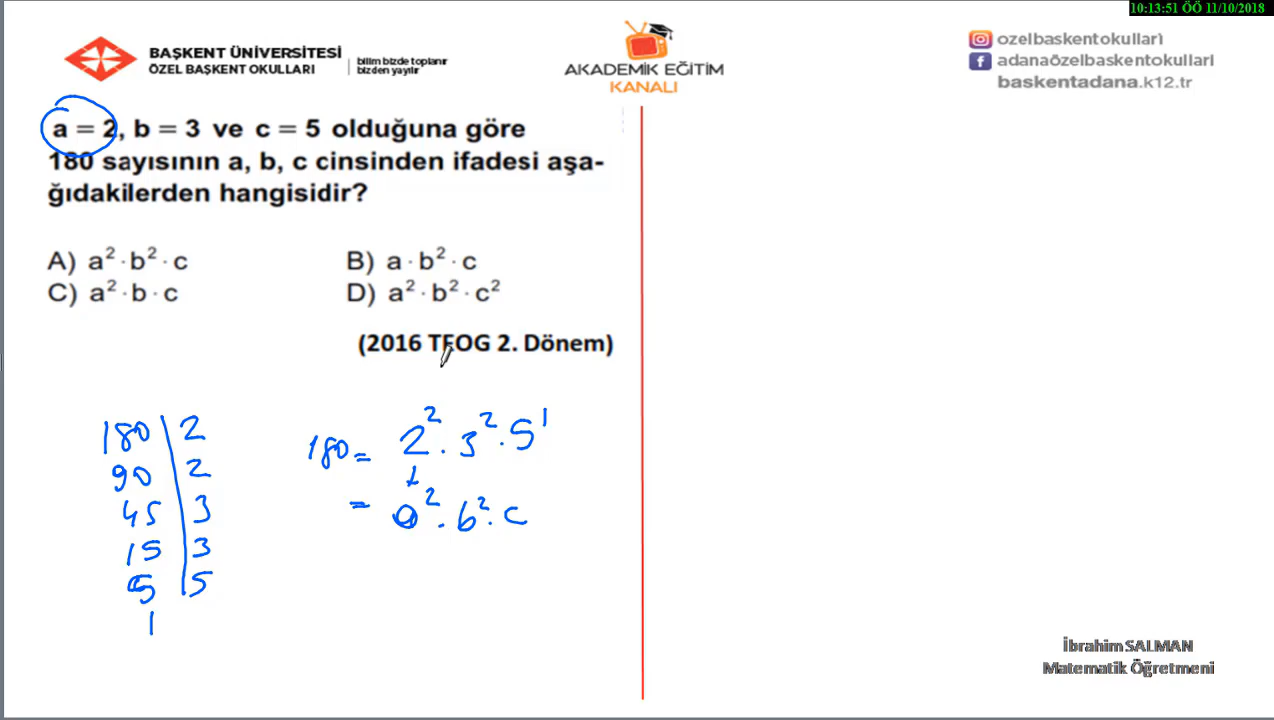 10:13:51 ÖÖ 11/10/2018
BAŞKENT ÜNİVERSİTESİ
ÖZEL BAŞKENT OKULLARI
bilim bizde toplanır
bizden yayılır
AKADEMİK EĞİTİM
KANALI
ozelbaskentokullari
adanaözelbaskentokullari
baskentadana.k12.tr
a = 2, b = 3 ve c = 5 olduğuna göre
180 sayısının a, b, c cinsinden ifadesi aşa-
ğıdakilerden hangisidir?
A) a² · b² · c
B) a · b² · c
C) a² · b · c
D) a² · b² · c²
(2016 TEOG 2. Dönem)
180 | 2
90 | 2
45 | 3
15 | 3
5 | 5
1
180 = 2² · 3² · 5¹
= a² · b² · c
İbrahim SALMAN
Matematik Öğretmeni